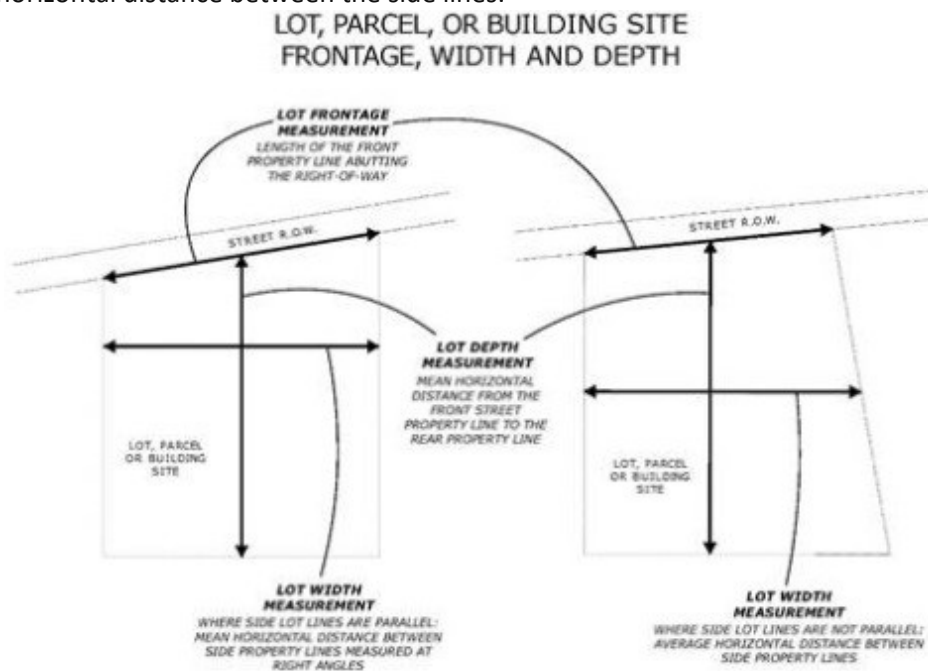 horizontal distance between the side lines.
LOT, PARCEL, OR BUILDING SITE
FRONTAGE, WIDTH AND DEPTH
LOT FRONTAGE
MEASUREMENT
LENGTH OF THE FRONT
PROPERTY LINE ABUTTING
THE RIGHT-OF-WAY
STREET R.O.W.
STREET R.O.W.
LOT DEPTH
MEASUREMENT
MEAN HORIZONTAL
DISTANCE FROM THE
FRONT STREET
PROPERTY LINE TO THE
REAR PROPERTY LINE
LOT, PARCEL
OR BUILDING
SITE
LOT, PARCEL
OR BUILDING
SITE
LOT WIDTH
MEASUREMENT
WHERE SIDE LOT LINES ARE PARALLEL:
MEAN HORIZONTAL DISTANCE BETWEEN
SIDE PROPERTY LINES MEASURED AT
RIGHT ANGLES
LOT WIDTH
MEASUREMENT
WHERE SIDE LOT LINES ARE NOT PARALLEL:
AVERAGE HORIZONTAL DISTANCE BETWEEN
SIDE PROPERTY LINES